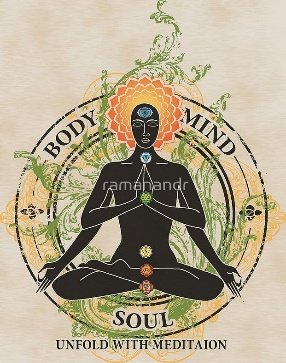 BODY
MIND
ramanandr
SOUL
UNFOLD WITH MEDITAION